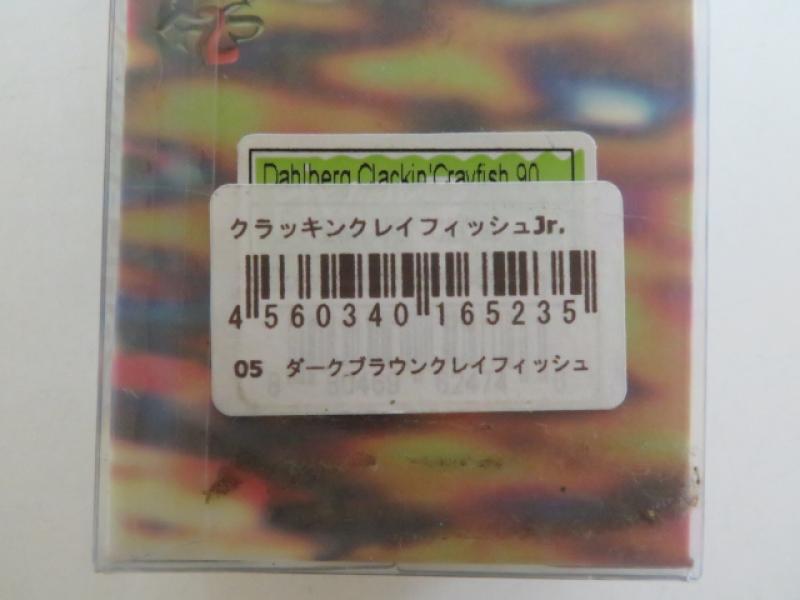 Dahlberg Clackin'Crayfish 90
クラッキンクレイフィッシュJr.
4 560340 165235
05 ダークブラウンクレイフィッシュ